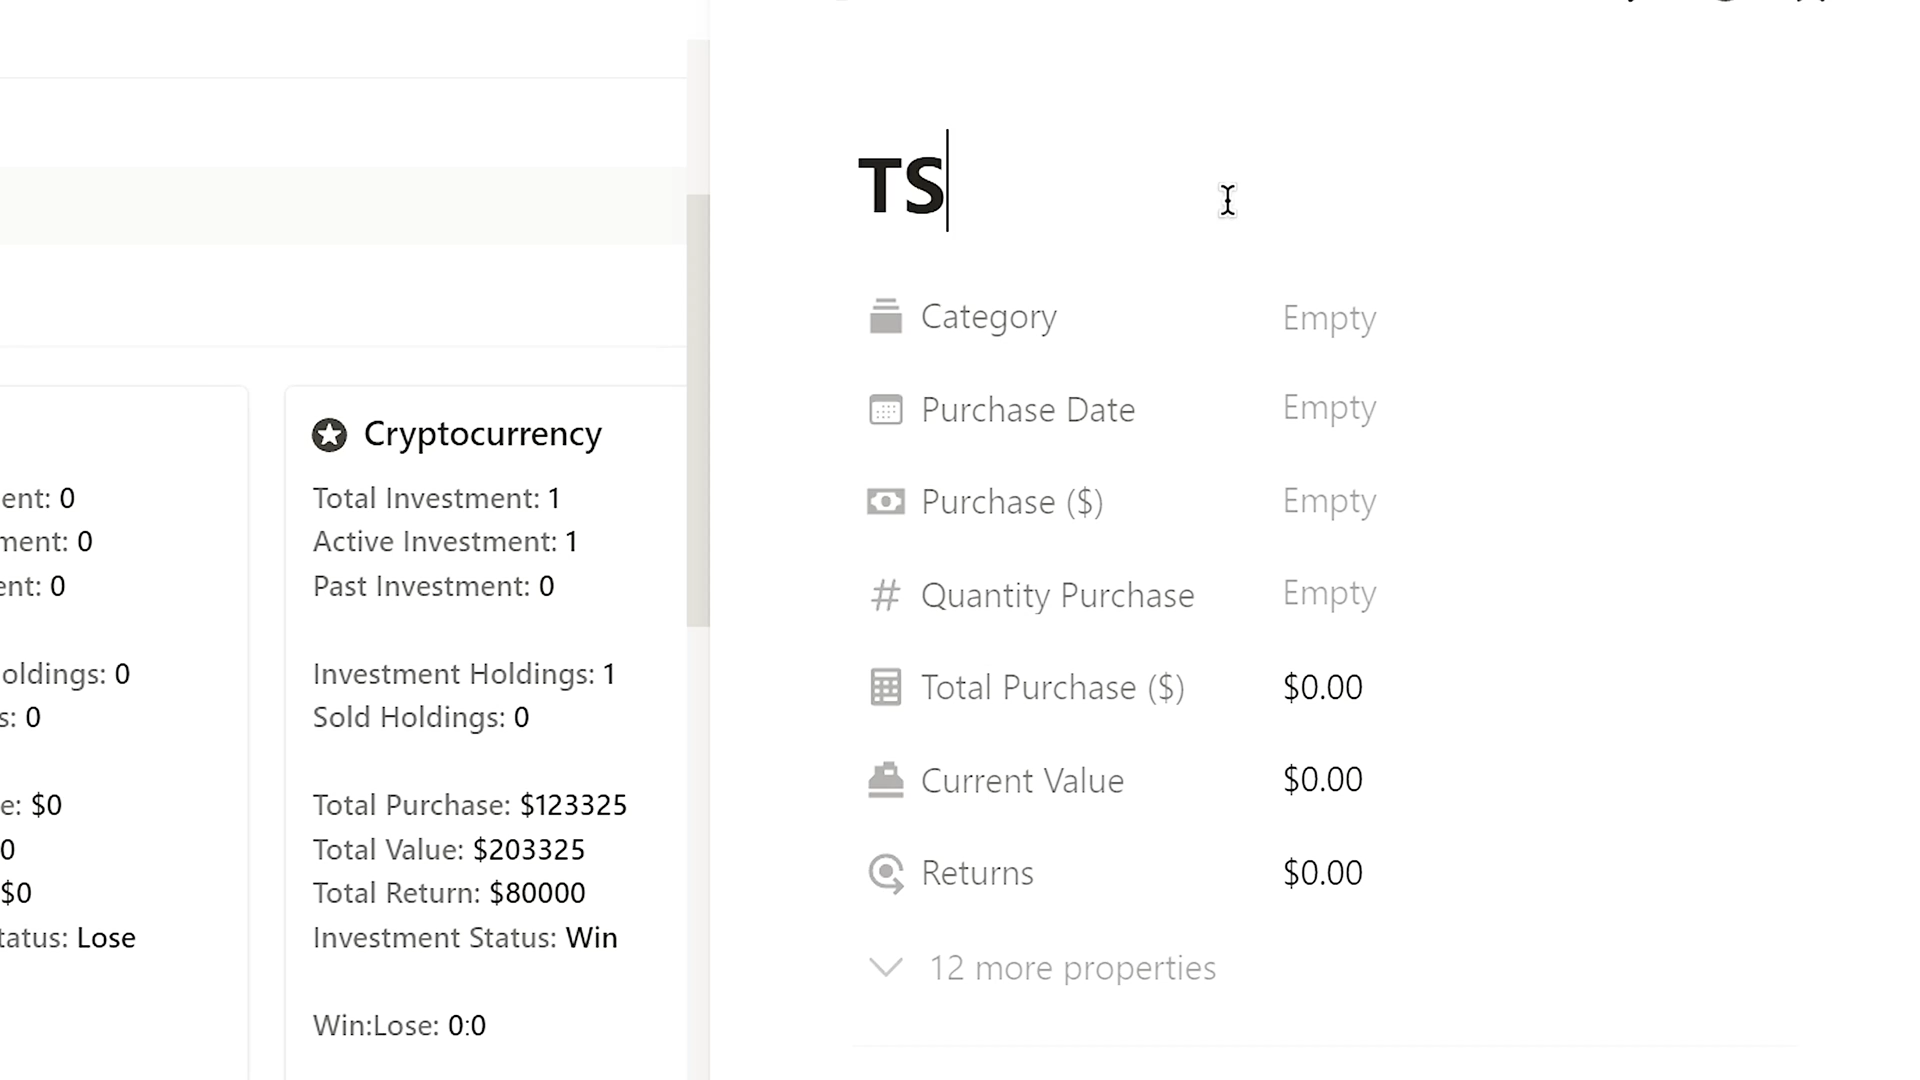 TS
Category Empty
Purchase Date Empty
Purchase ($) Empty
Quantity Purchase Empty
Total Purchase ($) $0.00
Current Value $0.00
Returns $0.00
12 more properties
ent: 0
ment: 0
ent: 0
oldings: 0
s: 0
e: $0
0
$0
tatus: Lose
Cryptocurrency
Total Investment: 1
Active Investment: 1
Past Investment: 0
Investment Holdings: 1
Sold Holdings: 0
Total Purchase: $123325
Total Value: $203325
Total Return: $80000
Investment Status: Win
Win:Lose: 0:0